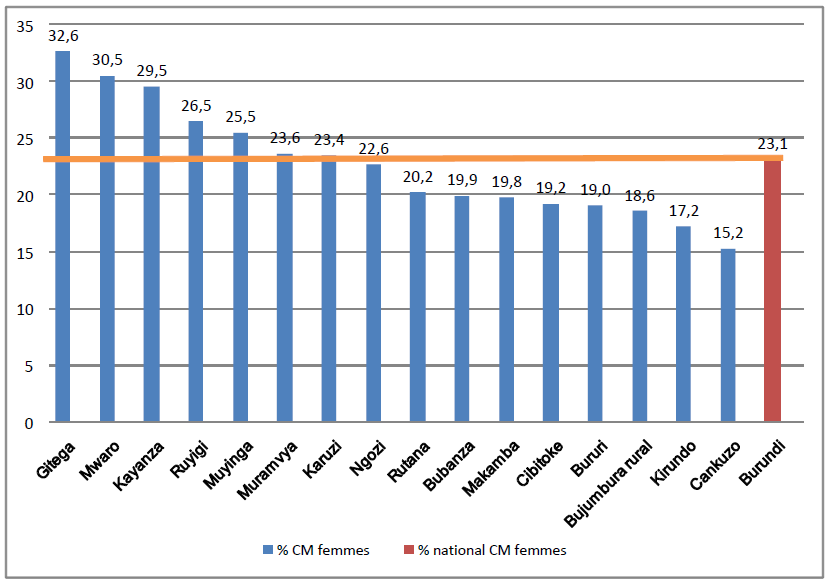 35
30
25
20
15
10
5
0
32,6
30,5
29,5
26,5
25,5
23,6
23,4
22,6
20,2
19,9
19,8
19,2
19,0
18,6
17,2
15,2
23,1
Gitega
Mwaro
Kayanza
Ruyigi
Muyinga
Muramvya
Karuzi
Ngozi
Rutana
Bubanza
Makamba
Cibitoke
Bururi
Bujumbura rural
Kirundo
Cankuzo
Burundi
% CM femmes
% national CM femmes